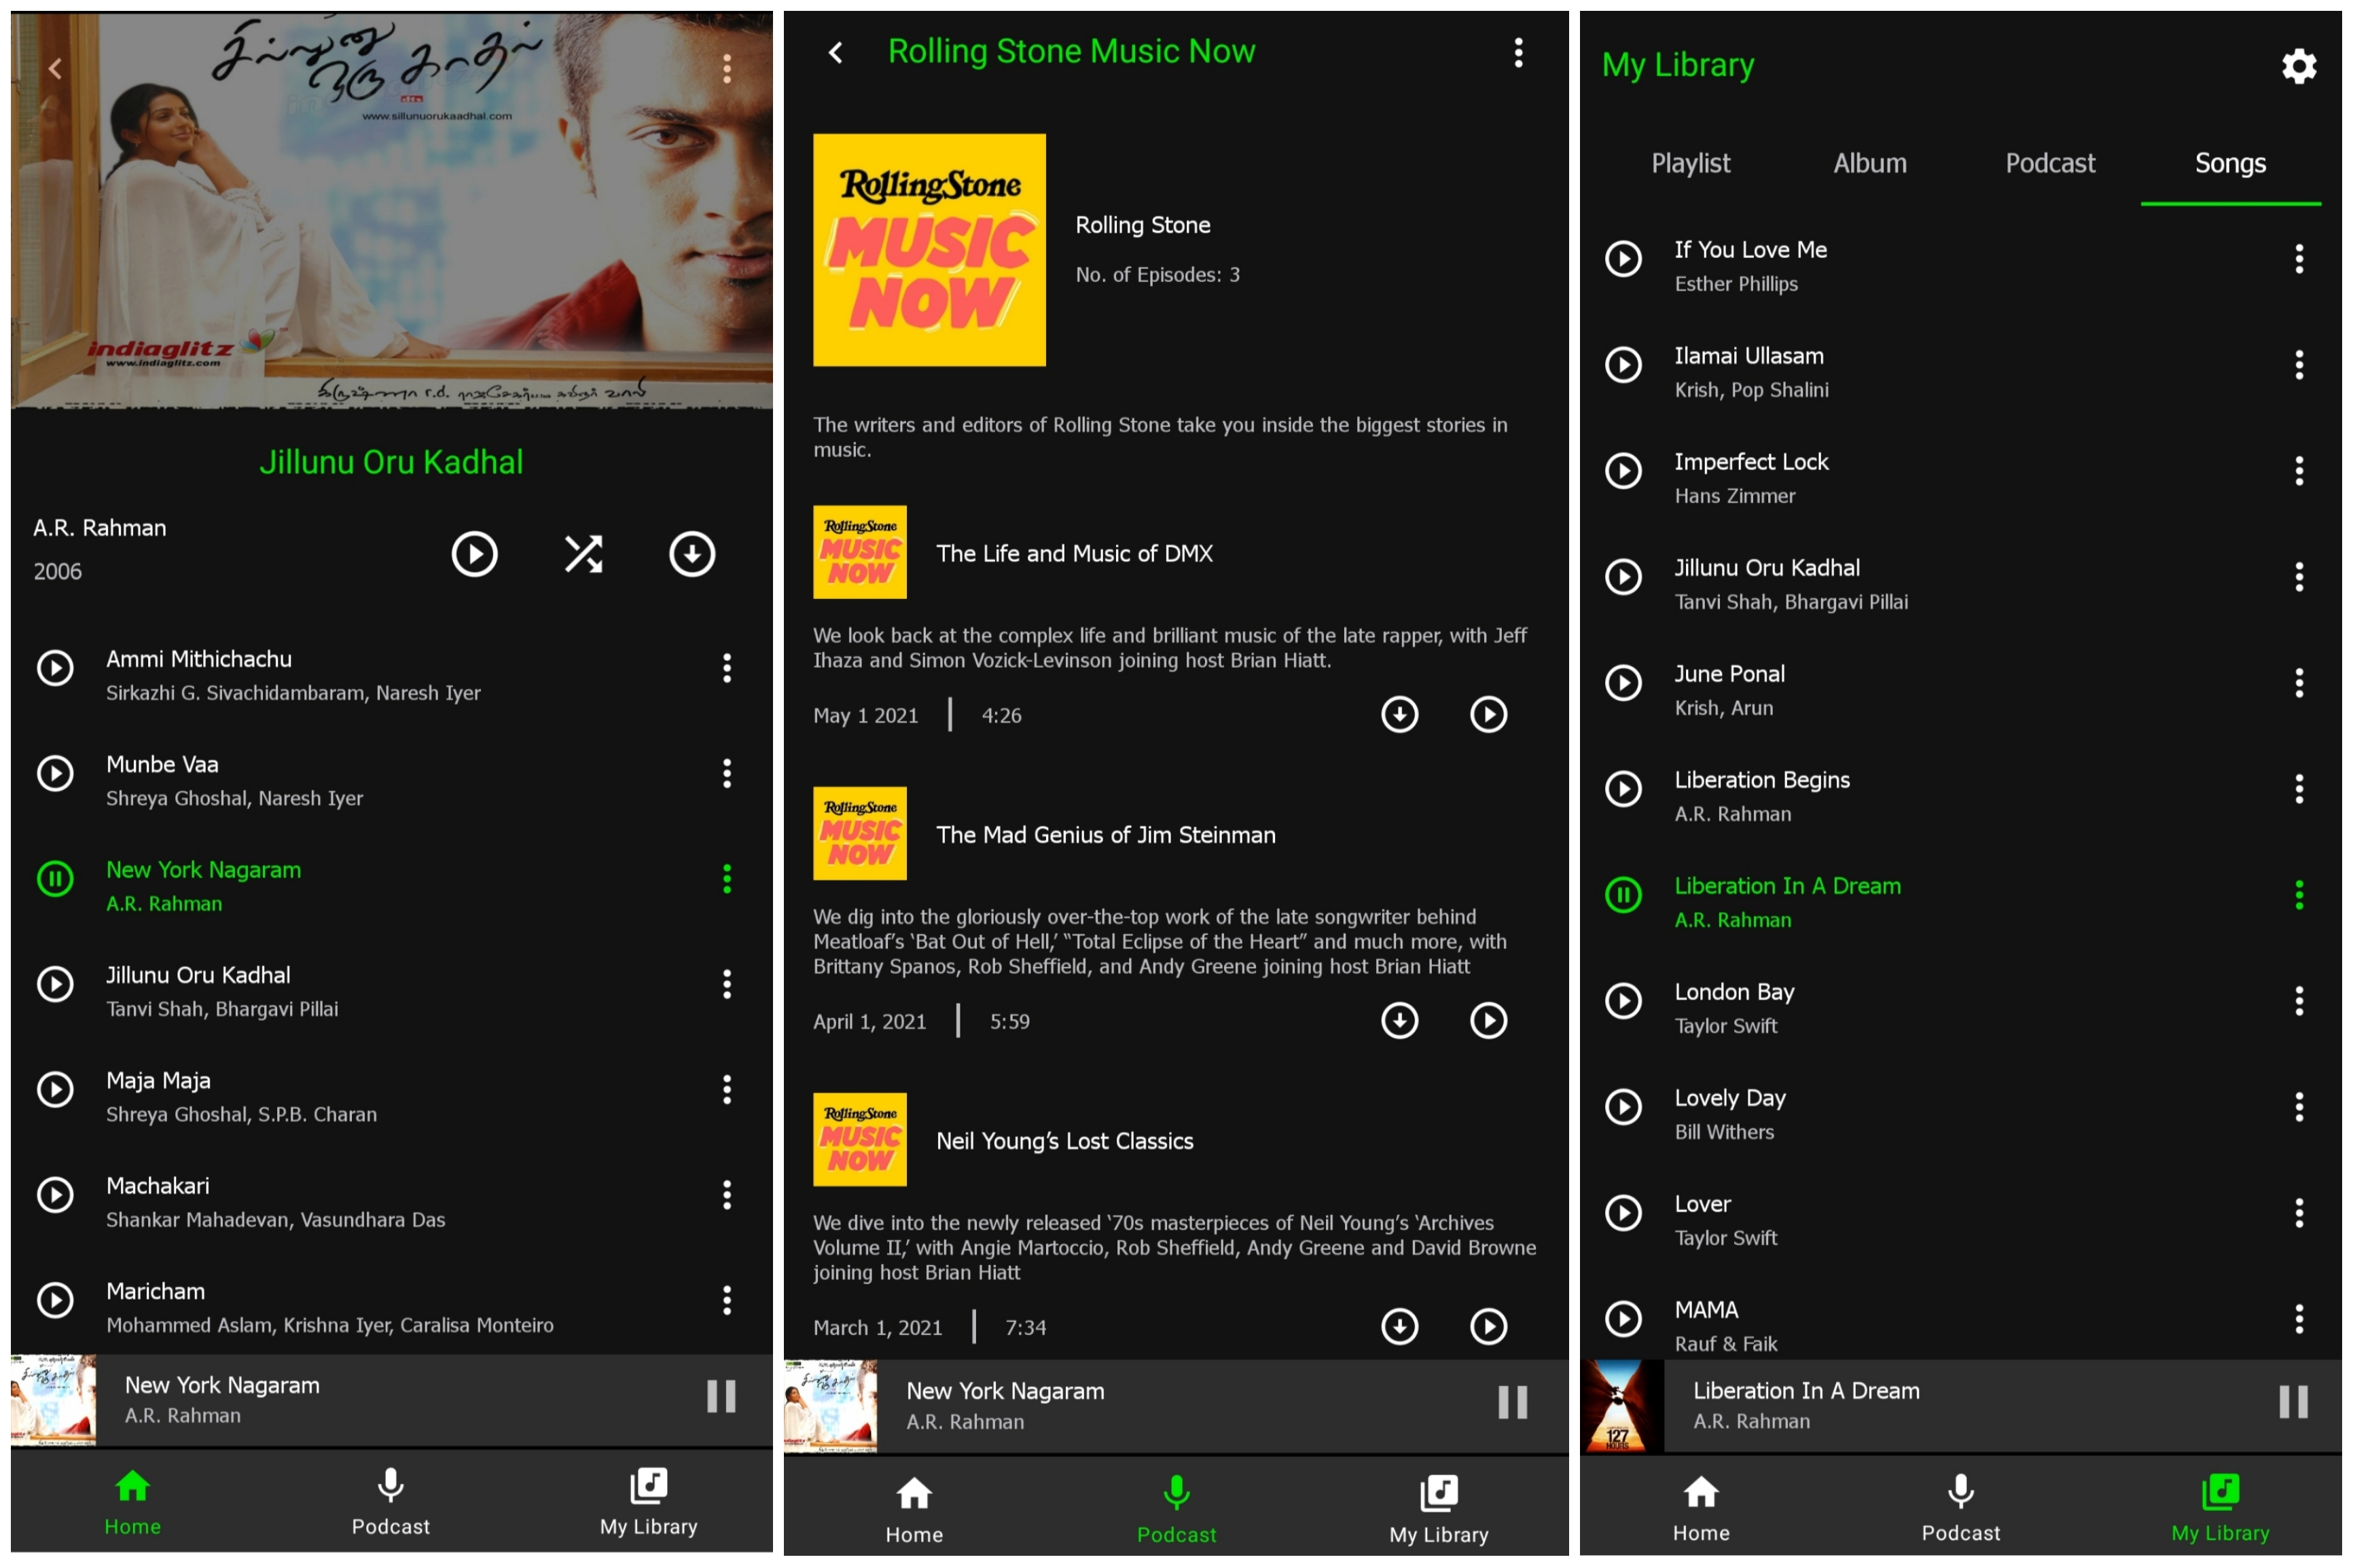 சில்லுனு
ஒரு காதல்
www.sillunuorukaadhal.com
indiaglitz
www.indiaglitz.com
Jillunu Oru Kadhal
A.R. Rahman
2006
Ammi Mithichachu
Sirkazhi G. Sivachidambaram, Naresh Iyer
Munbe Vaa
Shreya Ghoshal, Naresh Iyer
New York Nagaram
A.R. Rahman
Jillunu Oru Kadhal
Tanvi Shah, Bhargavi Pillai
Maja Maja
Shreya Ghoshal, S.P.B. Charan
Machakari
Shankar Mahadevan, Vasundhara Das
Maricham
Mohammed Aslam, Krishna Iyer, Caralisa Monteiro
New York Nagaram
A.R. Rahman
Home Podcast My Library
Rolling Stone Music Now
RollingStone
MUSIC
NOW
Rolling Stone
No. of Episodes: 3
The writers and editors of Rolling Stone take you inside the biggest stories in
music.
RollingStone
MUSIC
NOW
The Life and Music of DMX
We look back at the complex life and brilliant music of the late rapper, with Jeff
Ihaza and Simon Vozick-Levinson joining host Brian Hiatt.
May 1 2021 | 4:26
RollingStone
MUSIC
NOW
The Mad Genius of Jim Steinman
We dig into the gloriously over-the-top work of the late songwriter behind
Meatloaf's ‘Bat Out of Hell,’ “Total Eclipse of the Heart” and much more, with
Brittany Spanos, Rob Sheffield, and Andy Greene joining host Brian Hiatt
April 1, 2021 | 5:59
RollingStone
MUSIC
NOW
Neil Young’s Lost Classics
We dive into the newly released ‘70s masterpieces of Neil Young’s ‘Archives
Volume II,’ with Angie Martoccio, Rob Sheffield, Andy Greene and David Browne
joining host Brian Hiatt
March 1, 2021 | 7:34
New York Nagaram
A.R. Rahman
Home Podcast My Library
My Library
Playlist Album Podcast Songs
If You Love Me
Esther Phillips
Ilamai Ullasam
Krish, Pop Shalini
Imperfect Lock
Hans Zimmer
Jillunu Oru Kadhal
Tanvi Shah, Bhargavi Pillai
June Ponal
Krish, Arun
Liberation Begins
A.R. Rahman
Liberation In A Dream
A.R. Rahman
London Bay
Taylor Swift
Lovely Day
Bill Withers
Lover
Taylor Swift
MAMA
Rauf & Faik
127
HOURS
Liberation In A Dream
A.R. Rahman
Home Podcast My Library